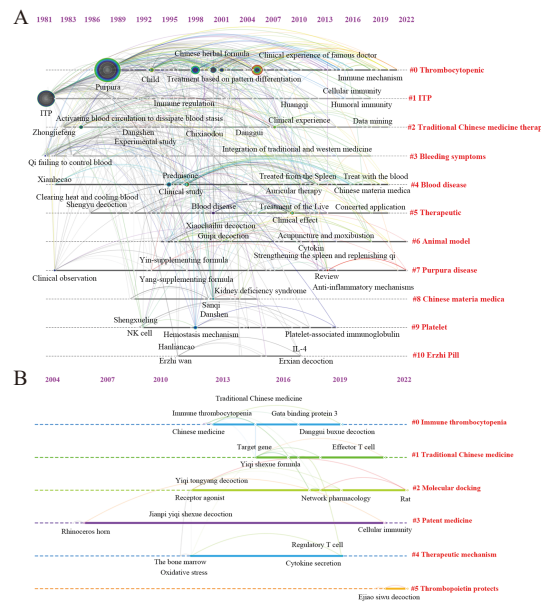 A
1981 1983 1986 1989 1992 1995 1998 2001 2004 2007 2010 2013 2016 2019 2022
Chinese herbal formula Clinical experience of famous doctor
#0 Thrombocytopenic
Purpura Child Treatment based on pattern differentiation Immune mechanism
Cellular immunity
#1 ITP
ITP Immune regulation Huangqi Humoral immunity
Activating blood circulation to dissipate blood stasis Data mining
#2 Traditional Chinese medicine therap
Zhongjiefeng Dangshen Chixiaodou Danggui Clinical experience
Experimental study
Integration of traditional and western medicine
#3 Bleeding symptoms
Qi failing to control blood
Xianhecao Prednisone Treated from the Spleen Treat with the blood
#4 Blood disease
Clinical study Auricular therapy Chinese materia medica
Clearing heat and cooling blood
Shengyu decoction Blood disease Treatment of the Live Concerted application
#5 Therapeutic
Clinical effect
Xiaochaihu decoction
Guipi decoction Acupuncture and moxibustion
#6 Animal model
Cytokin
Strengthening the spleen and replenishing qi
Yin-supplementing formula
#7 Purpura disease
Clinical observation Yang-supplementing formula Review
Anti-inflammatory mechanisms
Kidney deficiency syndrome
#8 Chinese materia medica
Sanqi
Danshen
Shengxueling
#9 Platelet
NK cell Hemostasis mechanism Platelet-associated immunoglobulin
Hanliancao IL-4
#10 Erzhi Pill
Erzhi wan Erxian decoction
B
2004 2007 2010 2013 2016 2019 2022
Traditional Chinese medicine
Immune thrombocytopenia Gata binding protein 3
#0 Immune thrombocytopenia
Chinese medicine Danggui buxue decoction
Target gene Effector T cell
#1 Traditional Chinese medicine
Yiqi shexue formula
Yiqi tongyang decoction
#2 Molecular docking
Receptor agonist Network pharmacology Rat
Jianpi yiqi shexue decoction
#3 Patent medicine
Rhinoceros horn Cellular immunity
Regulatory T cell
#4 Therapeutic mechanism
The bone marrow Cytokine secretion
Oxidative stress
#5 Thrombopoietin protects
Ejiao siwu decoction